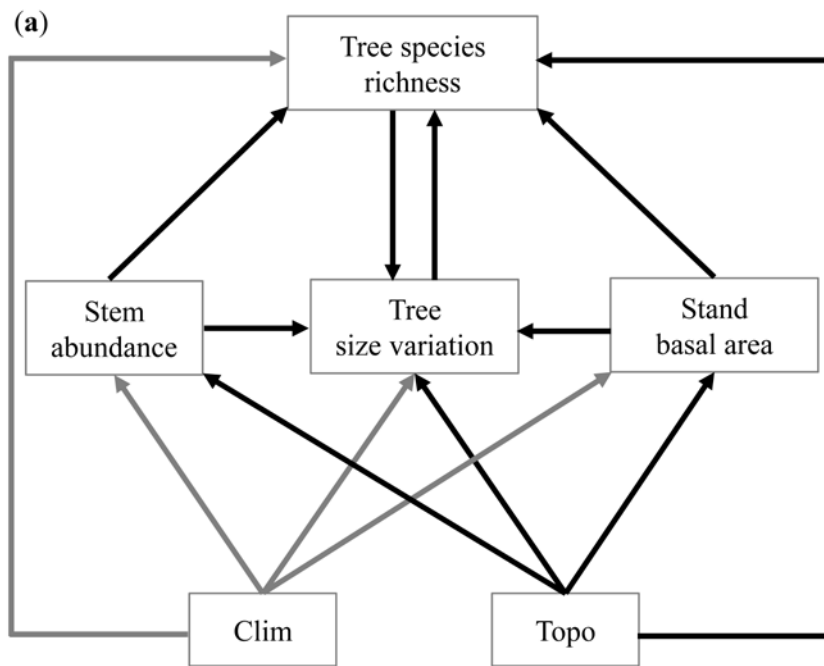 (a)
Tree species
richness
Stem
abundance
Tree
size variation
Stand
basal area
Clim
Topo